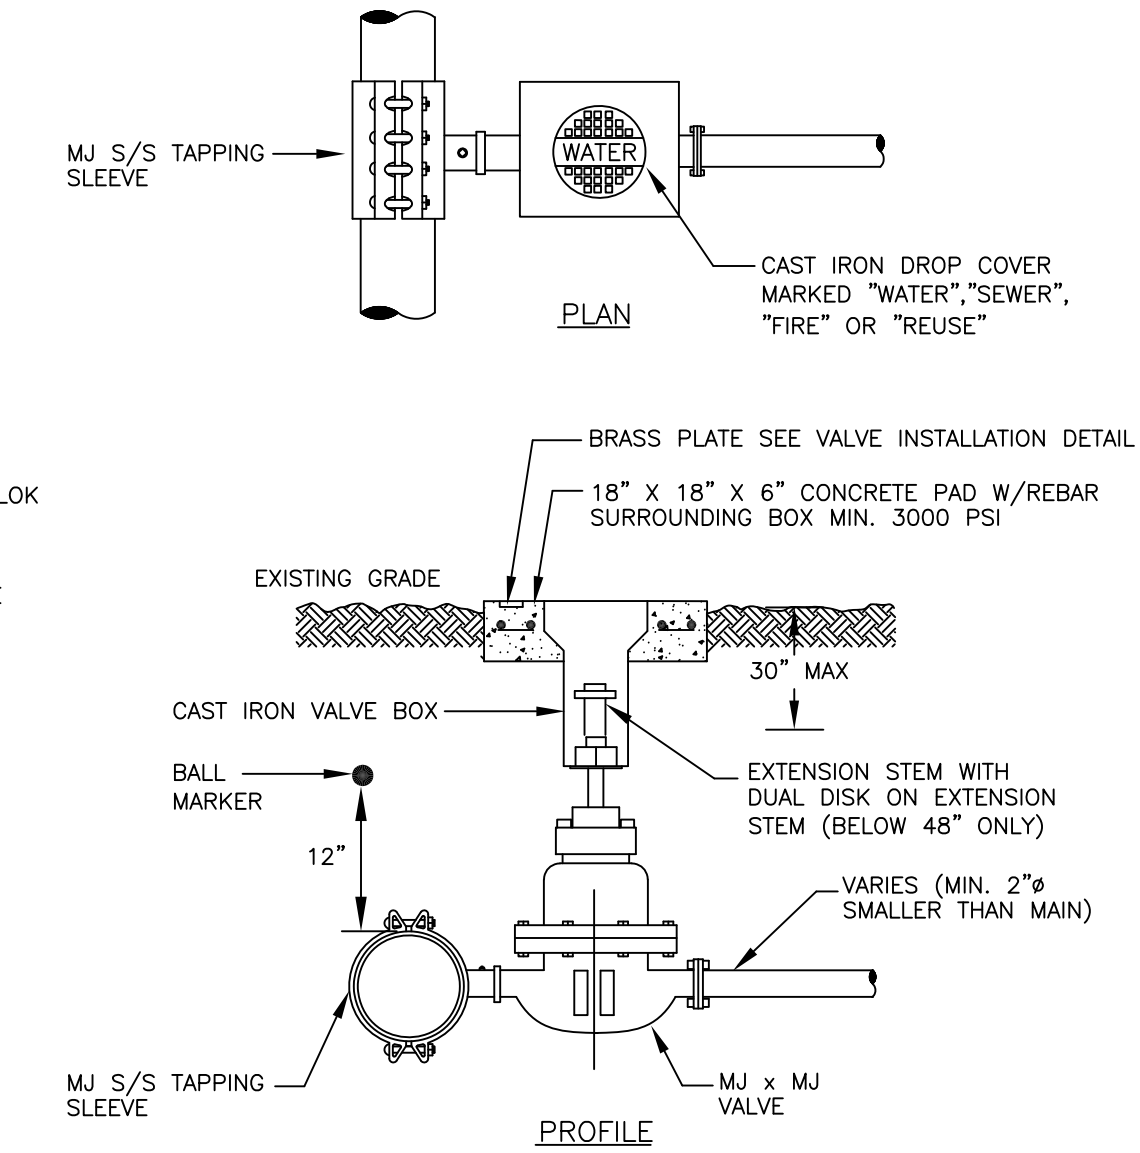 MJ S/S TAPPING
SLEEVE
WATER
CAST IRON DROP COVER
MARKED "WATER","SEWER",
"FIRE" OR "REUSE"
PLAN
BRASS PLATE SEE VALVE INSTALLATION DETAIL
LOK
18" X 18" X 6" CONCRETE PAD W/REBAR
SURROUNDING BOX MIN. 3000 PSI
EXISTING GRADE
30" MAX
CAST IRON VALVE BOX
BALL
MARKER
EXTENSION STEM WITH
DUAL DISK ON EXTENSION
STEM (BELOW 48" ONLY)
12"
VARIES (MIN. 2"ø
SMALLER THAN MAIN)
MJ S/S TAPPING
SLEEVE
MJ x MJ
VALVE
PROFILE